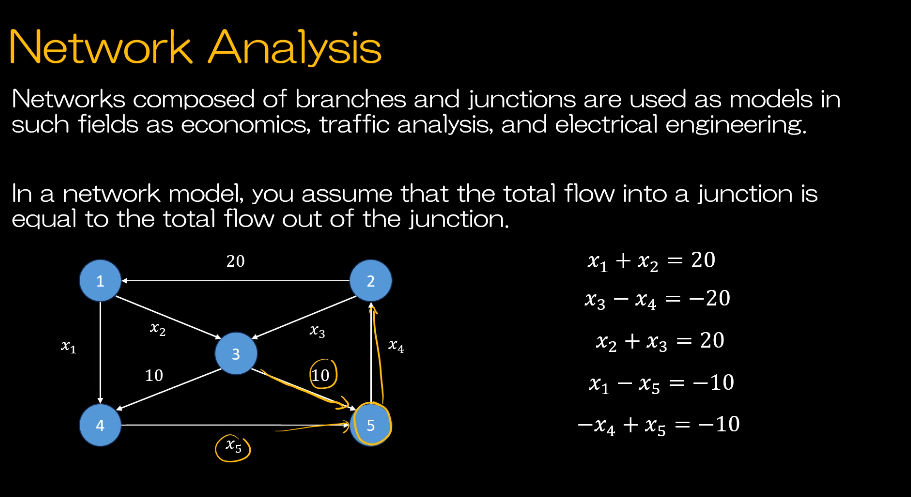 Network Analysis
Networks composed of branches and junctions are used as models in
such fields as economics, traffic analysis, and electrical engineering.
In a network model, you assume that the total flow into a junction is
equal to the total flow out of the junction.
20
1
2
x₂
x₃
x₁
3
x₄
10
10
4
5
x₅
x₁ + x₂ = 20
x₃ − x₄ = −20
x₂ + x₃ = 20
x₁ − x₅ = −10
−x₄ + x₅ = −10